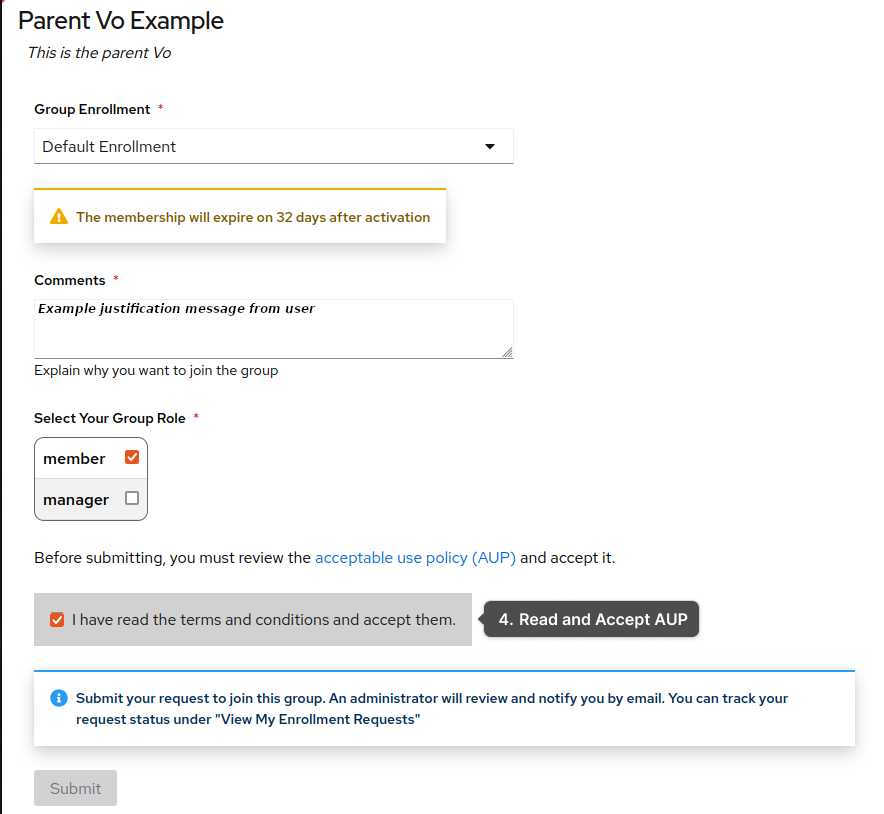 Parent Vo Example
This is the parent Vo
Group Enrollment *
Default Enrollment
The membership will expire on 32 days after activation
Comments *
Example justification message from user
Explain why you want to join the group
Select Your Group Role *
member
manager
Before submitting, you must review the acceptable use policy (AUP) and accept it.
I have read the terms and conditions and accept them.
4. Read and Accept AUP
Submit your request to join this group. An administrator will review and notify you by email. You can track your
request status under "View My Enrollment Requests"
Submit